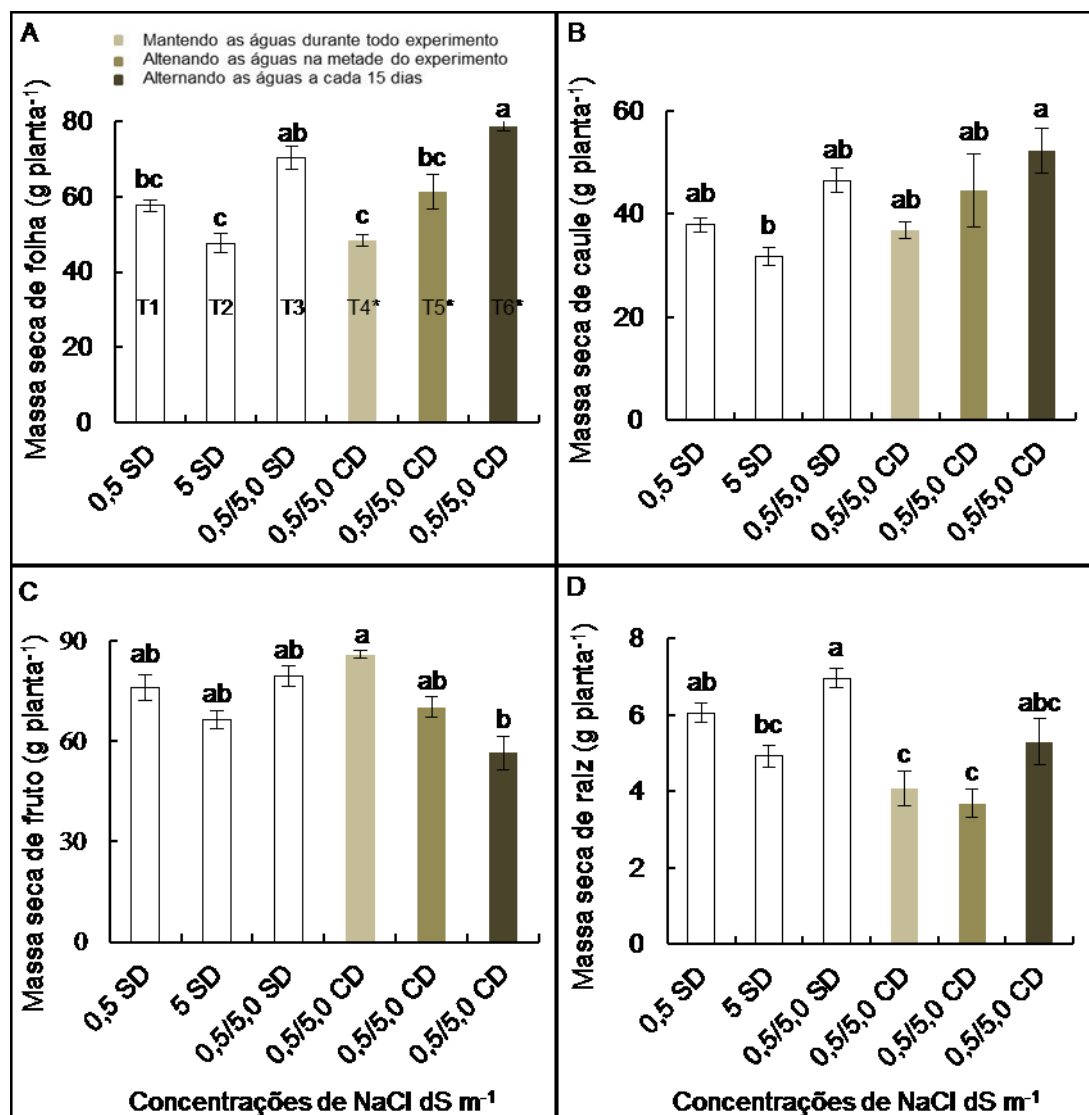 A
Mantendo as águas durante todo experimento
Altenando as águas na metade do experimento
Alternando as águas a cada 15 dias
Massa seca de folha (g planta-1)
80
60
40
20
0
bc
c
ab
c
bc
a
T1
T2
T3
T4*
T5*
T6*
0,5 SD
5 SD
0,5/5,0 SD
0,5/5,0 CD
0,5/5,0 CD
0,5/5,0 CD
B
Massa seca de caule (g planta-1)
60
40
20
0
ab
b
ab
ab
ab
a
0,5 SD
5 SD
0,5/5,0 SD
0,5/5,0 CD
0,5/5,0 CD
0,5/5,0 CD
C
Massa seca de fruto (g planta-1)
90
60
30
0
ab
ab
ab
a
ab
b
0,5 SD
5 SD
0,5/5,0 SD
0,5/5,0 CD
0,5/5,0 CD
0,5/5,0 CD
Concentrações de NaCl dS m-1
D
Massa seca de raIz (g planta-1)
8
6
4
2
0
ab
bc
a
c
c
abc
0,5 SD
5 SD
0,5/5,0 SD
0,5/5,0 CD
0,5/5,0 CD
0,5/5,0 CD
Concentrações de NaCl dS m-1